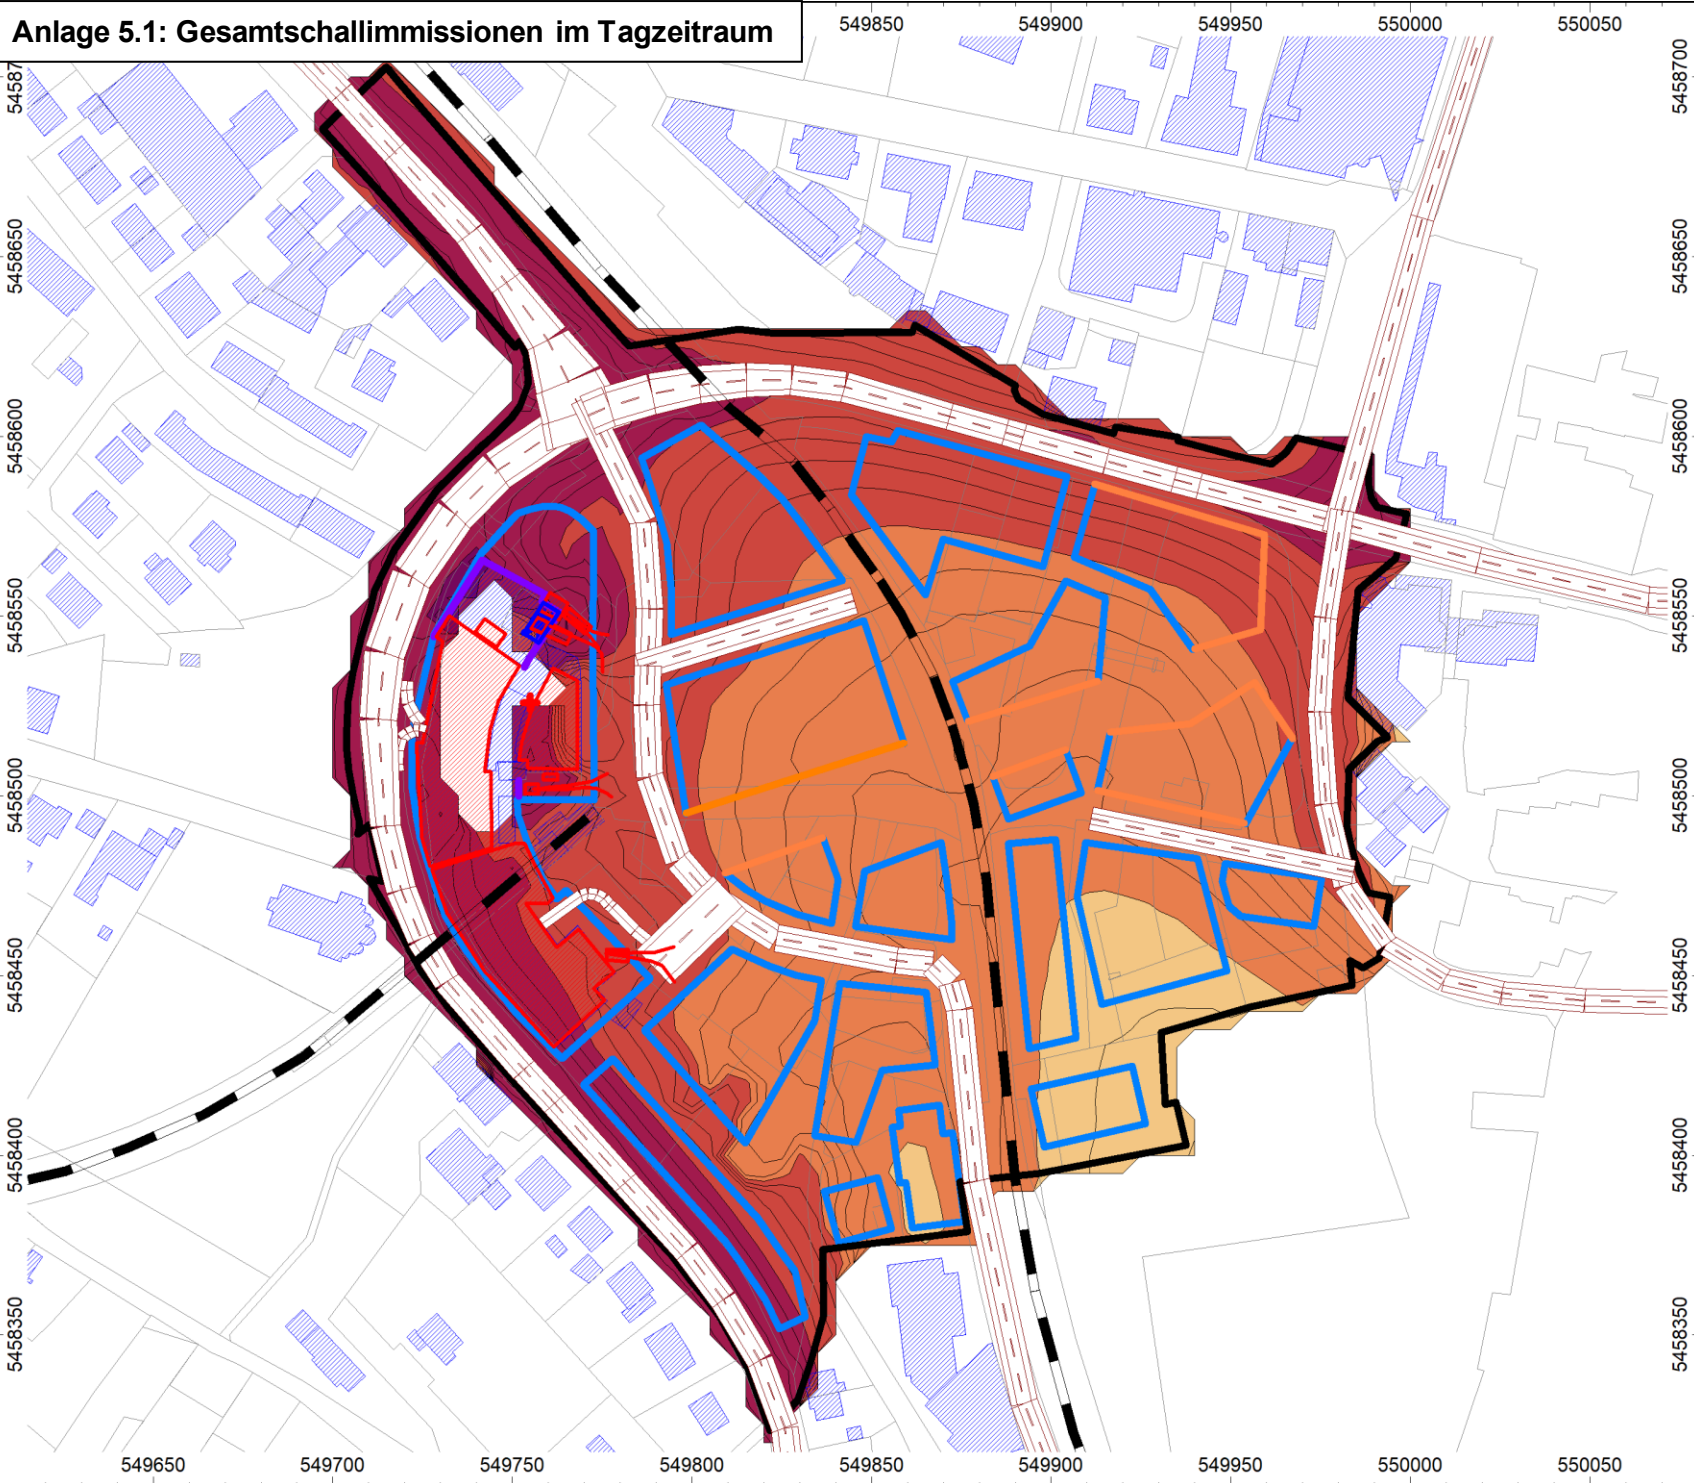 Anlage 5.1: Gesamtschallimmissionen im Tagzeitraum
549850 549900 549950 550000 550050
5458700 5458650 5458600 5458550 5458500 5458450 5458400 5458350
54587
5458650 5458600 5458550 5458500 5458450 5458400 5458350
549650 549700 549750 549800 549850 549900 549950 550000 550050